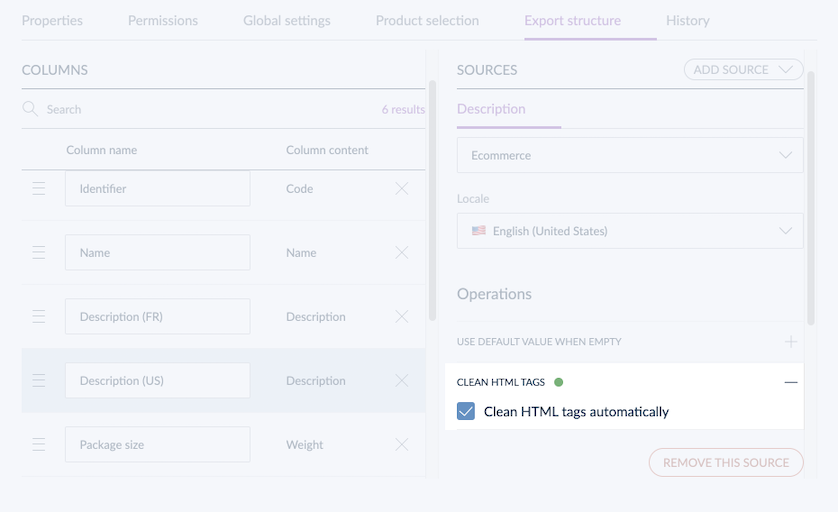 Properties Permissions Global settings Product selection Export structure History
COLUMNS
Search 6 results
Column name Column content
Identifier Code
Name Name
Description (FR) Description
Description (US) Description
Package size Weight
SOURCES ADD SOURCE
Description
Ecommerce
Locale
English (United States)
Operations
USE DEFAULT VALUE WHEN EMPTY
CLEAN HTML TAGS
Clean HTML tags automatically
REMOVE THIS SOURCE